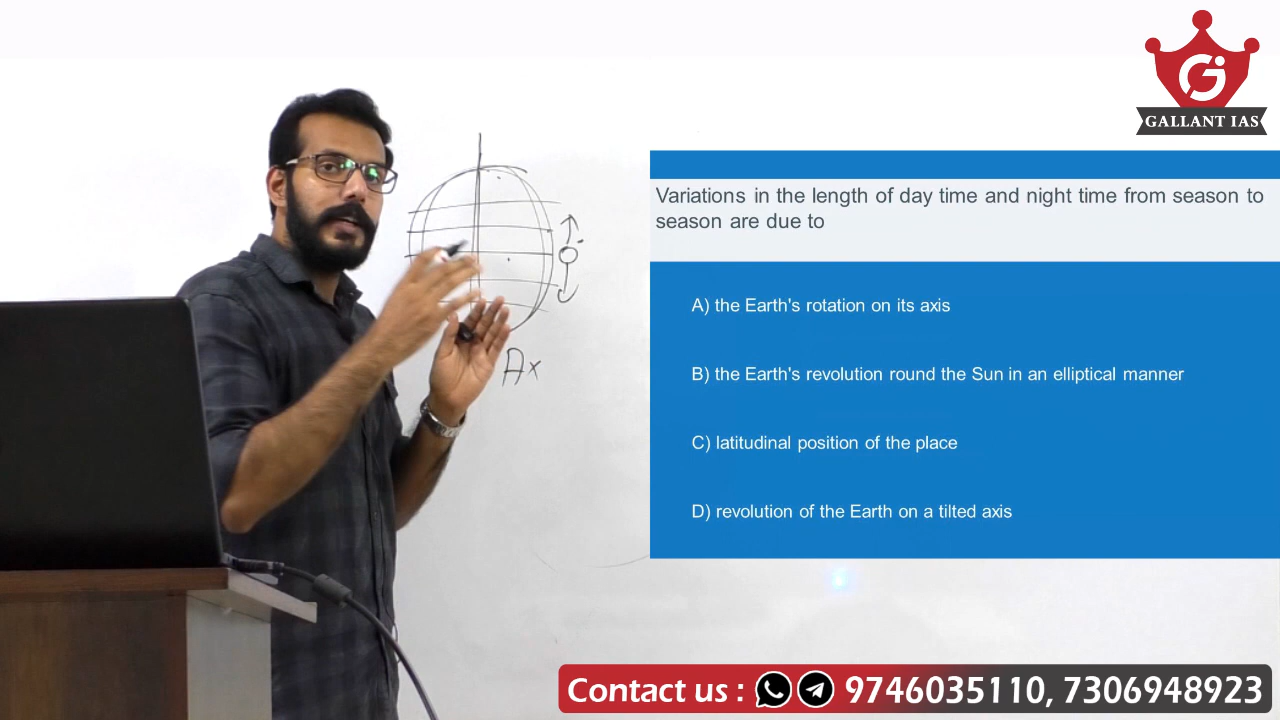 GALLANT IAS
Variations in the length of day time and night time from season to
season are due to
A) the Earth's rotation on its axis
B) the Earth's revolution round the Sun in an elliptical manner
C) latitudinal position of the place
D) revolution of the Earth on a tilted axis
Ax
Contact us : 9746035110, 7306948923